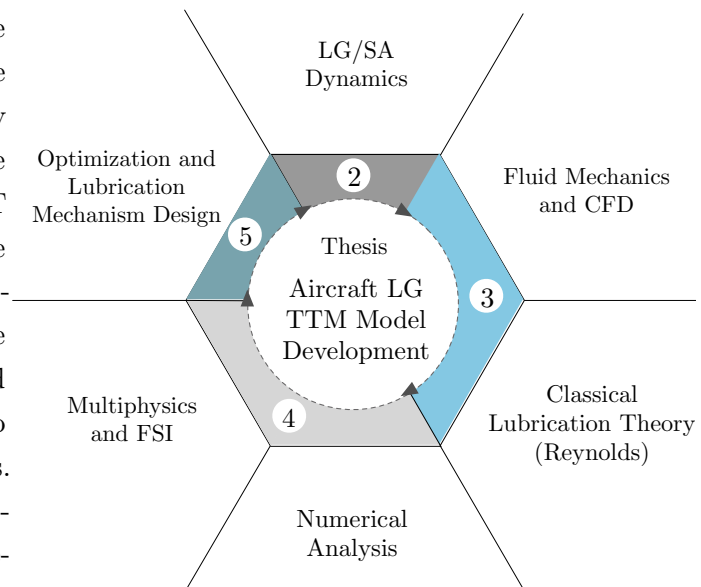 LG/SA
Dynamics
Optimization and
Lubrication
Mechanism Design
Fluid Mechanics
and CFD
2
5
3
4
Thesis
Aircraft LG
TTM Model
Development
Multiphysics
and FSI
Classical
Lubrication Theory
(Reynolds)
Numerical
Analysis